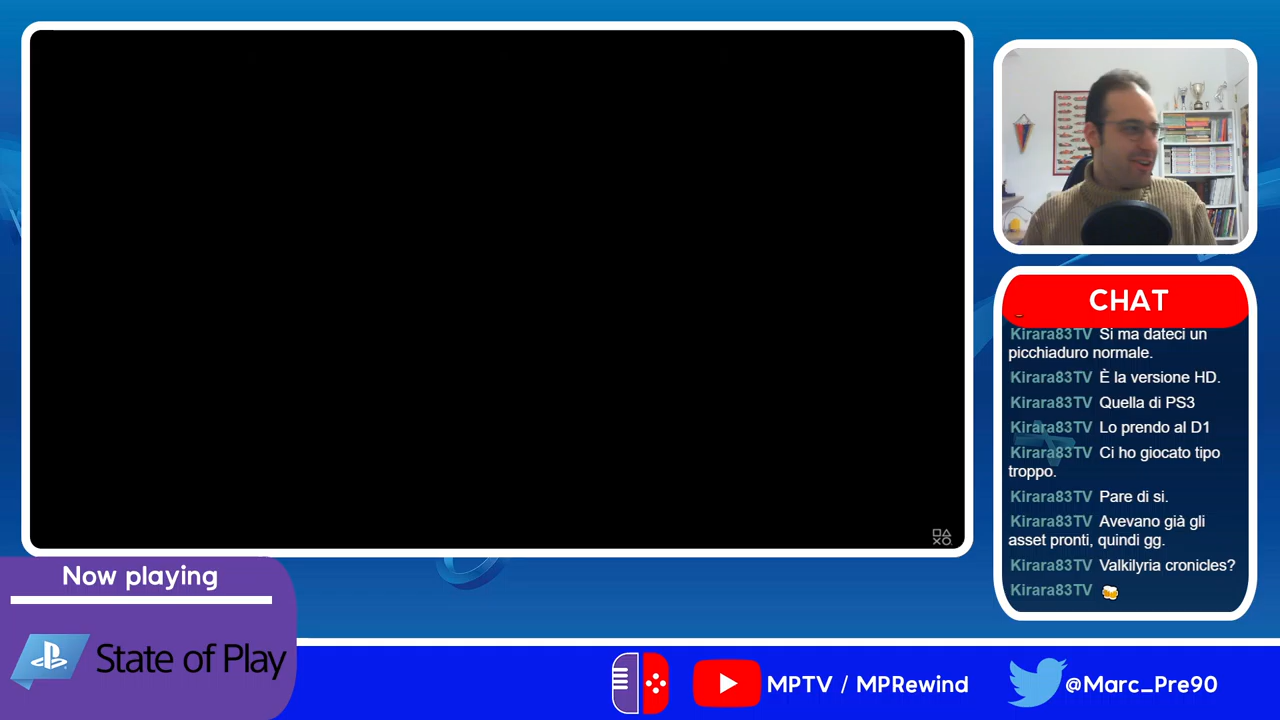 CHAT
Kirara83TV Si ma dateci un
picchiaduro normale.
Kirara83TV È la versione HD.
Kirara83TV Quella di PS3
Kirara83TV Lo prendo al D1
Kirara83TV Ci ho giocato tipo
troppo.
Kirara83TV Pare di si.
Kirara83TV Avevano già gli
asset pronti, quindi gg.
Kirara83TV Valkilyria cronicles?
Kirara83TV
Now playing
State of Play
MPTV / MPRewind
@Marc_Pre90